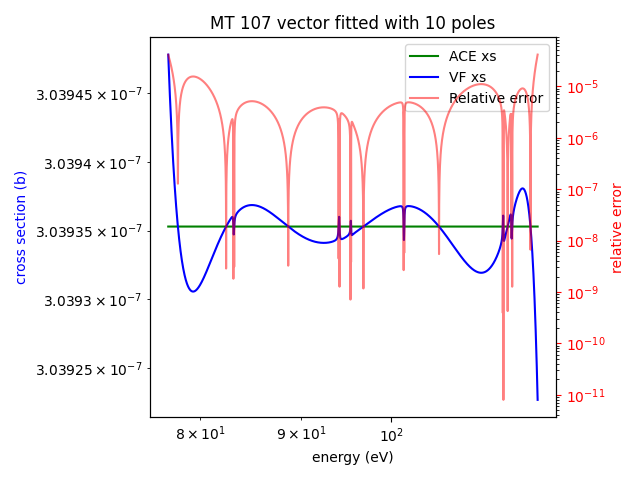 MT 107 vector fitted with 10 poles
ACE xs
VF xs
Relative error
3.03945 × 10⁻⁷
3.0394 × 10⁻⁷
3.03935 × 10⁻⁷
3.0393 × 10⁻⁷
3.03925 × 10⁻⁷
cross section (b)
10⁻⁵
10⁻⁶
10⁻⁷
10⁻⁸
10⁻⁹
10⁻¹⁰
10⁻¹¹
relative error
8 × 10¹ 9 × 10¹ 10²
energy (eV)